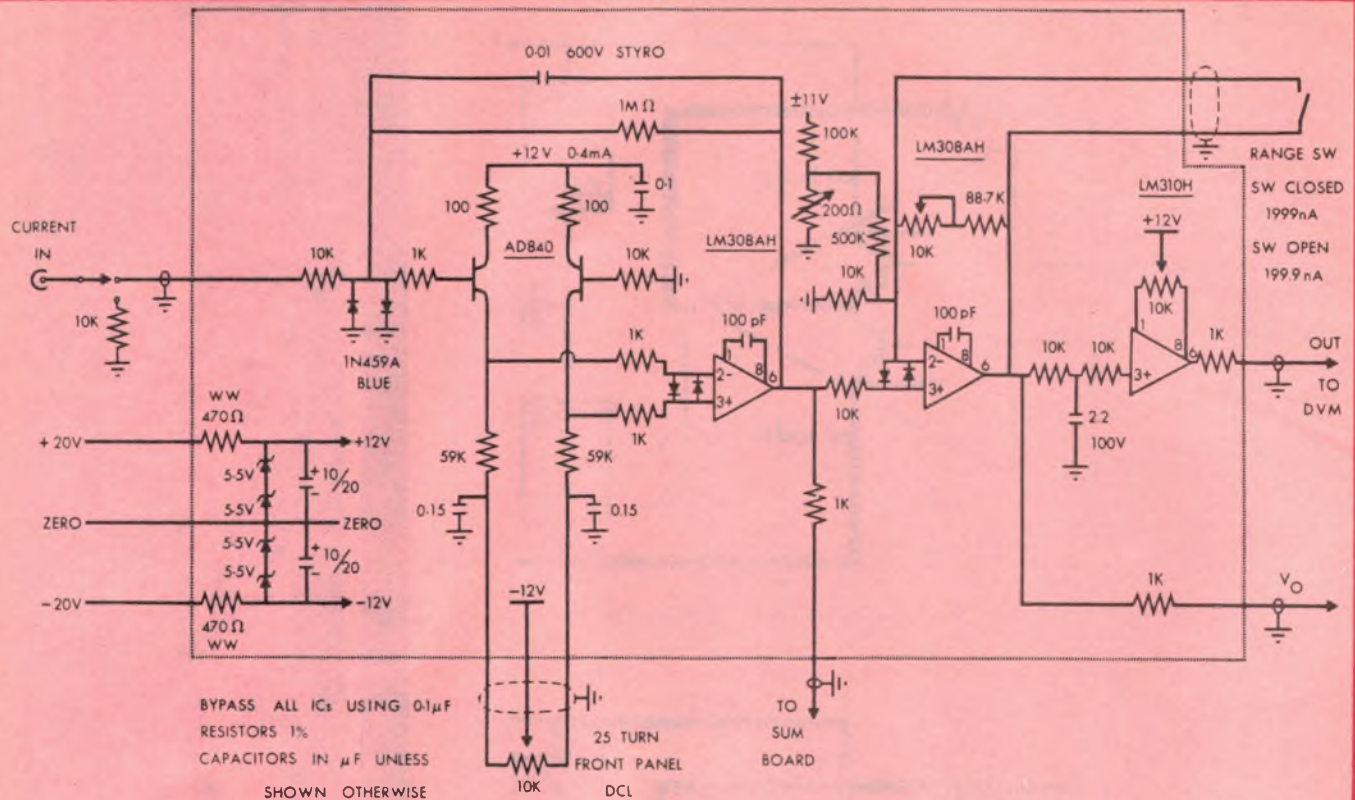 0·01 600V STYRO
1M Ω
+12V 0·4mA
0·1
100
100
±11V
100K
200Ω
500K
LM308AH
88·7K
10K
RANGE SW
SW CLOSED
1999nA
SW OPEN
199.9 nA
LM310H
+12V
10K
CURRENT
IN
10K
10K
1K
AD840
10K
LM308AH
10K
1N459A
BLUE
1K
1K
100 pF
1
8
6
2-
3+
10K
100 pF
1
8
6
2-
3+
10K
10K
2.2
100V
1
8
6
3+
1K
OUT
TO
DVM
WW
470Ω
+ 20V
+12V
5·5V
+ 10/20
-
5·5V
ZERO
ZERO
5·5V
+ 10/20
-
5·5V
- 20V
-12V
470Ω
WW
59K
59K
0·15
0.15
1K
1K
VO
-12V
TO
SUM
BOARD
25 TURN
FRONT PANEL
DCL
10K
BYPASS ALL ICs USING 0·1μF
RESISTORS 1%
CAPACITORS IN μF UNLESS
SHOWN OTHERWISE